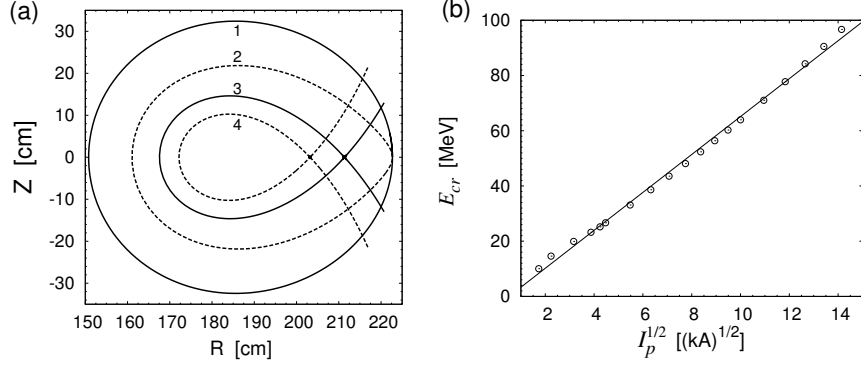 (a)
30
20
10
0
-10
-20
-30
Z [cm]
1
2
3
4
150 160 170 180 190 200 210 220
R [cm]
(b)
100
80
60
40
20
0
E_cr [MeV]
2 4 6 8 10 12 14
I_p^{1/2} [(kA)^{1/2}]